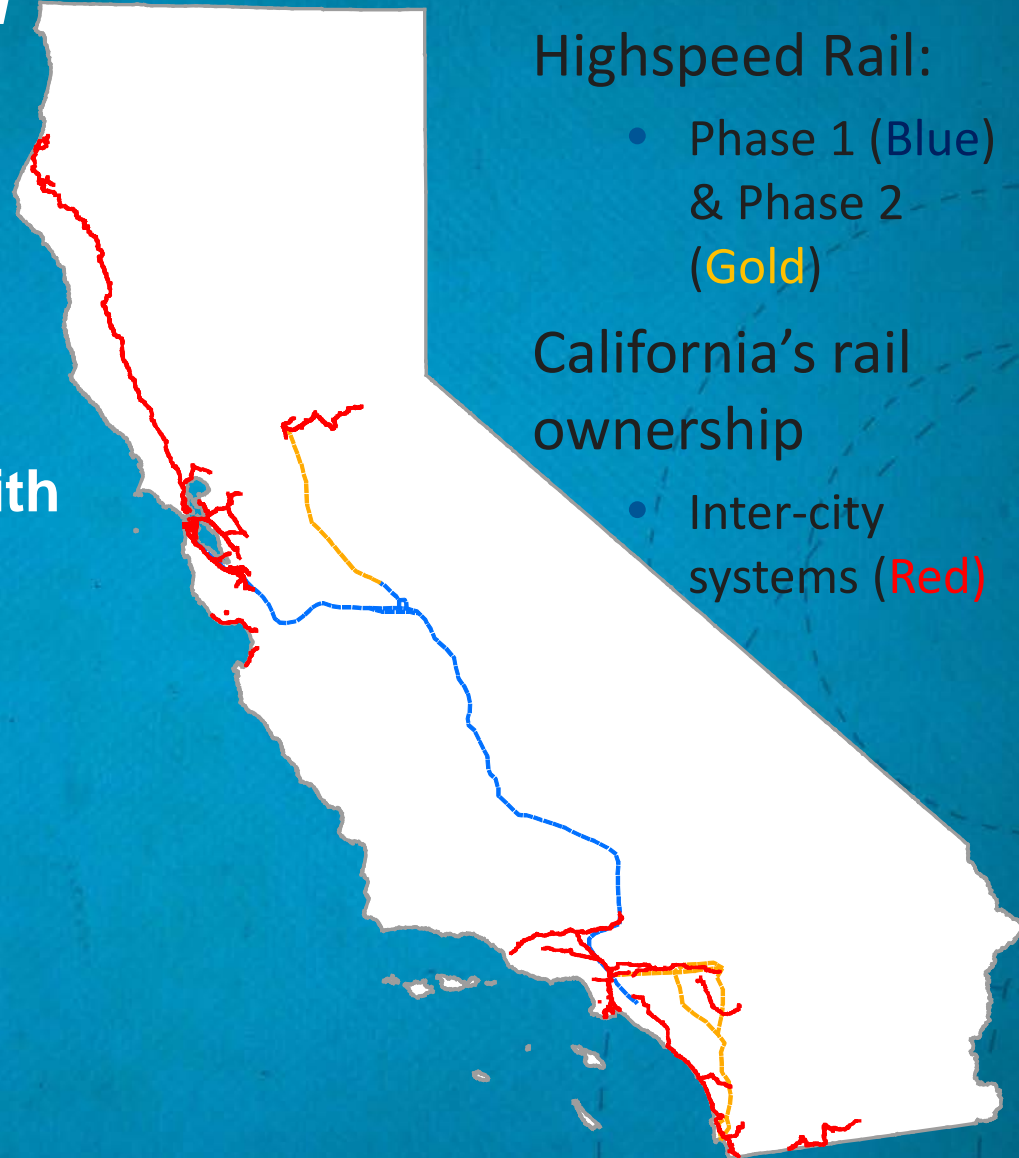 Highspeed Rail:
• Phase 1 (Blue)
& Phase 2
(Gold)
California’s rail
ownership
ith
• Inter-city
systems (Red)